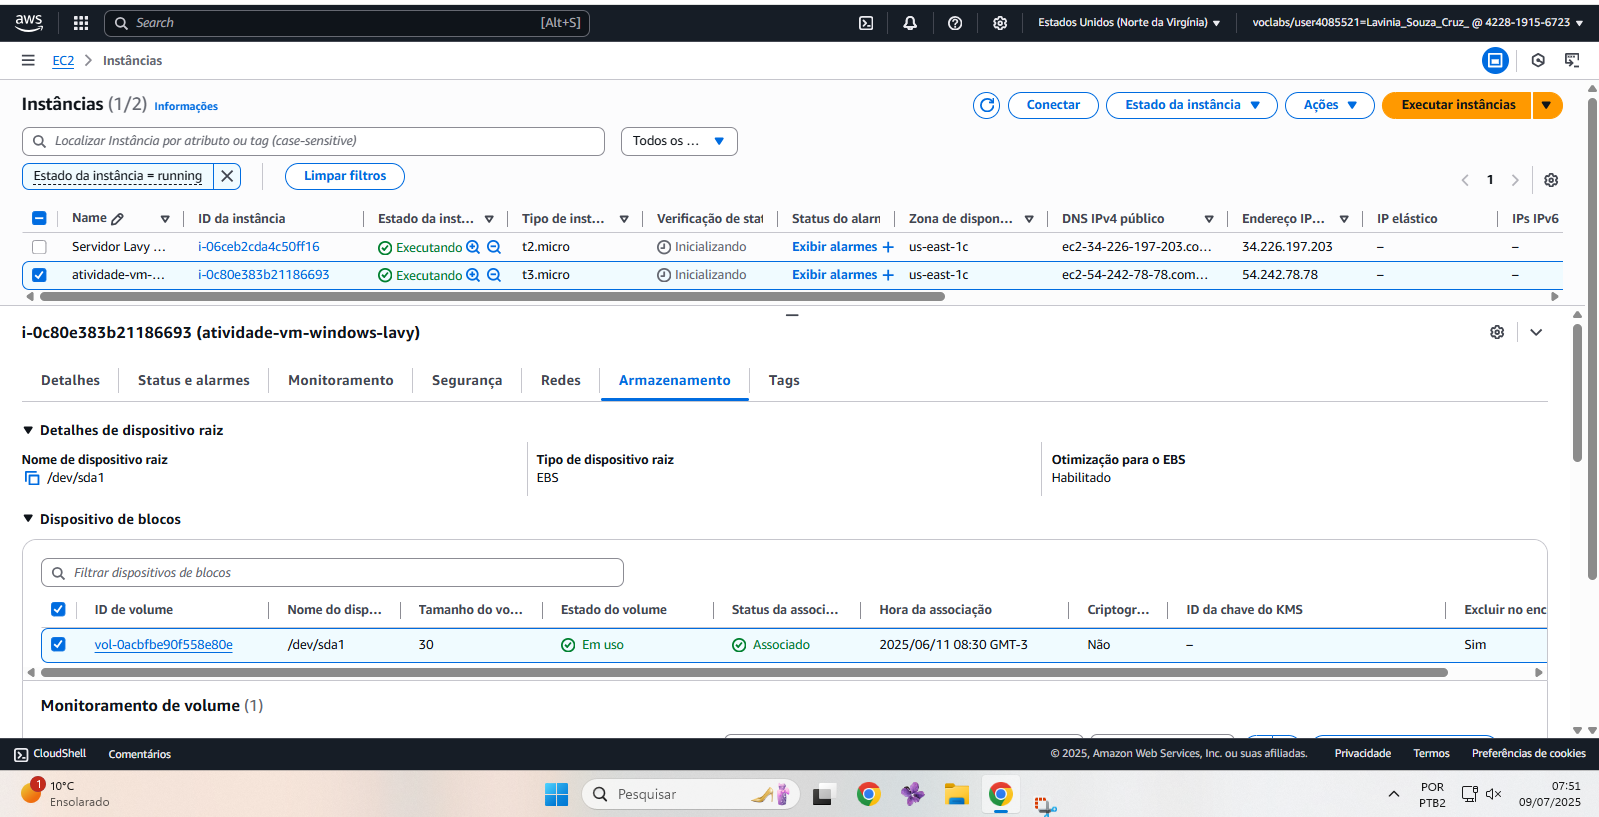 aws
Search
[Alt+S]
Estados Unidos (Norte da Virgínia)
voclabs/user4085521=Lavinia_Souza_Cruz_ @ 4228-1915-6723
EC2
Instâncias
Instâncias (1/2) Informações
Conectar
Estado da instância
Ações
Executar instâncias
Localizar Instância por atributo ou tag (case-sensitive)
Todos os ...
Estado da instância = running
Limpar filtros
1
Name ID da instância Estado da inst... Tipo de inst... Verificação de stat Status do alarn Zona de dispon... DNS IPv4 público Endereço IP... IP elástico IPs IPv6
Servidor Lavy ... i-06ceb2cda4c50ff16 Executando t2.micro Inicializando Exibir alarmes + us-east-1c ec2-34-226-197-203.co... 34.226.197.203 – –
atividade-vm-... i-0c80e383b21186693 Executando t3.micro Inicializando Exibir alarmes + us-east-1c ec2-54-242-78-78.com... 54.242.78.78 – –
i-0c80e383b21186693 (atividade-vm-windows-lavy)
Detalhes Status e alarmes Monitoramento Segurança Redes Armazenamento Tags
Detalhes de dispositivo raiz
Nome de dispositivo raiz
/dev/sda1
Tipo de dispositivo raiz
EBS
Otimização para o EBS
Habilitado
Dispositivo de blocos
Filtrar dispositivos de blocos
ID de volume Nome do disp... Tamanho do vo... Estado do volume Status da associ... Hora da associação Criptogr... ID da chave do KMS Excluir no enc
vol-0acbfbe90f558e80e /dev/sda1 30 Em uso Associado 2025/06/11 08:30 GMT-3 Não – Sim
Monitoramento de volume (1)
CloudShell Comentários © 2025, Amazon Web Services, Inc. ou suas afiliadas. Privacidade Termos Preferências de cookies
1
10°C
Ensolarado
Pesquisar
POR
PTB2
07:51
09/07/2025